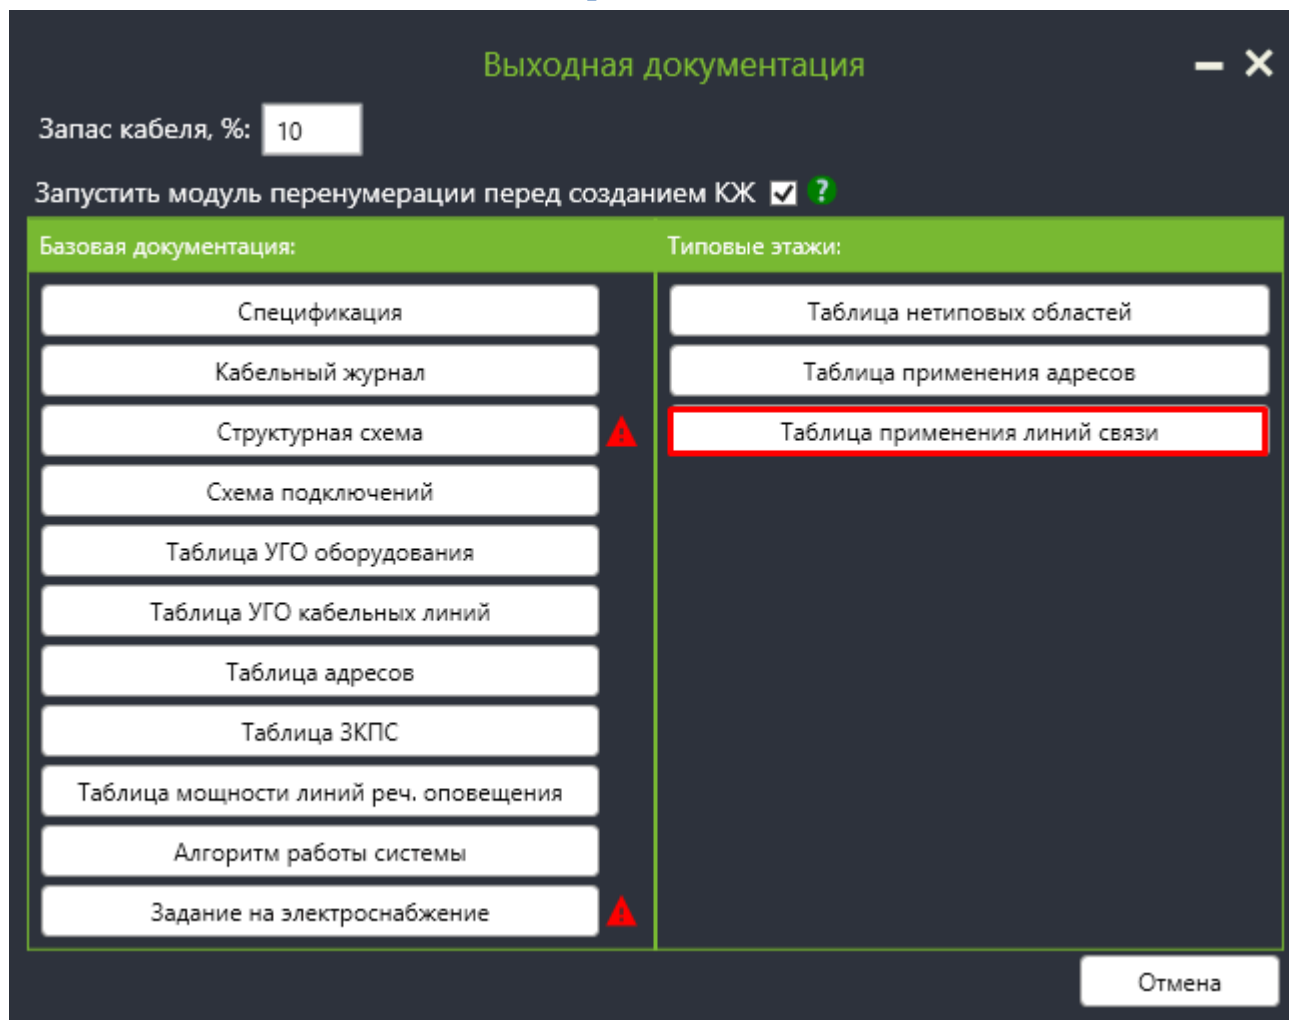 Выходная документация
Запас кабеля, %: 10
Запустить модуль перенумерации перед созданием КЖ ?
Базовая документация:
Спецификация
Кабельный журнал
Структурная схема
Схема подключений
Таблица УГО оборудования
Таблица УГО кабельных линий
Таблица адресов
Таблица ЗКПС
Таблица мощности линий реч. оповещения
Алгоритм работы системы
Задание на электроснабжение
Типовые этажи:
Таблица нетиповых областей
Таблица применения адресов
Таблица применения линий связи
Отмена